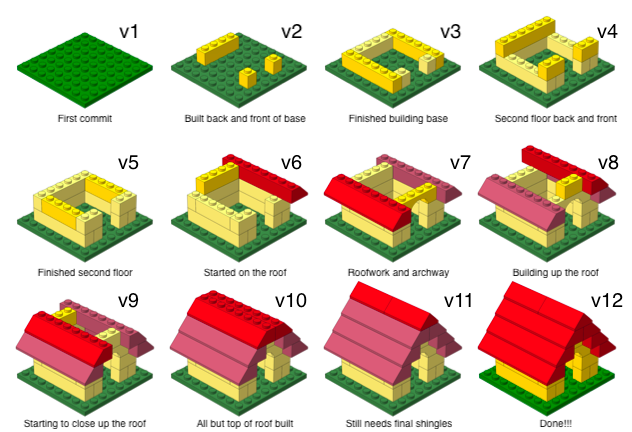 v1
v2
v3
v4
First commit
Built back and front of base
Finished building base
Second floor back and front
v5
v6
v7
v8
Finished second floor
Started on the roof
Roofwork and archway
Building up the roof
v9
v10
v11
v12
Starting to close up the roof
All but top of roof built
Still needs final shingles
Done!!!